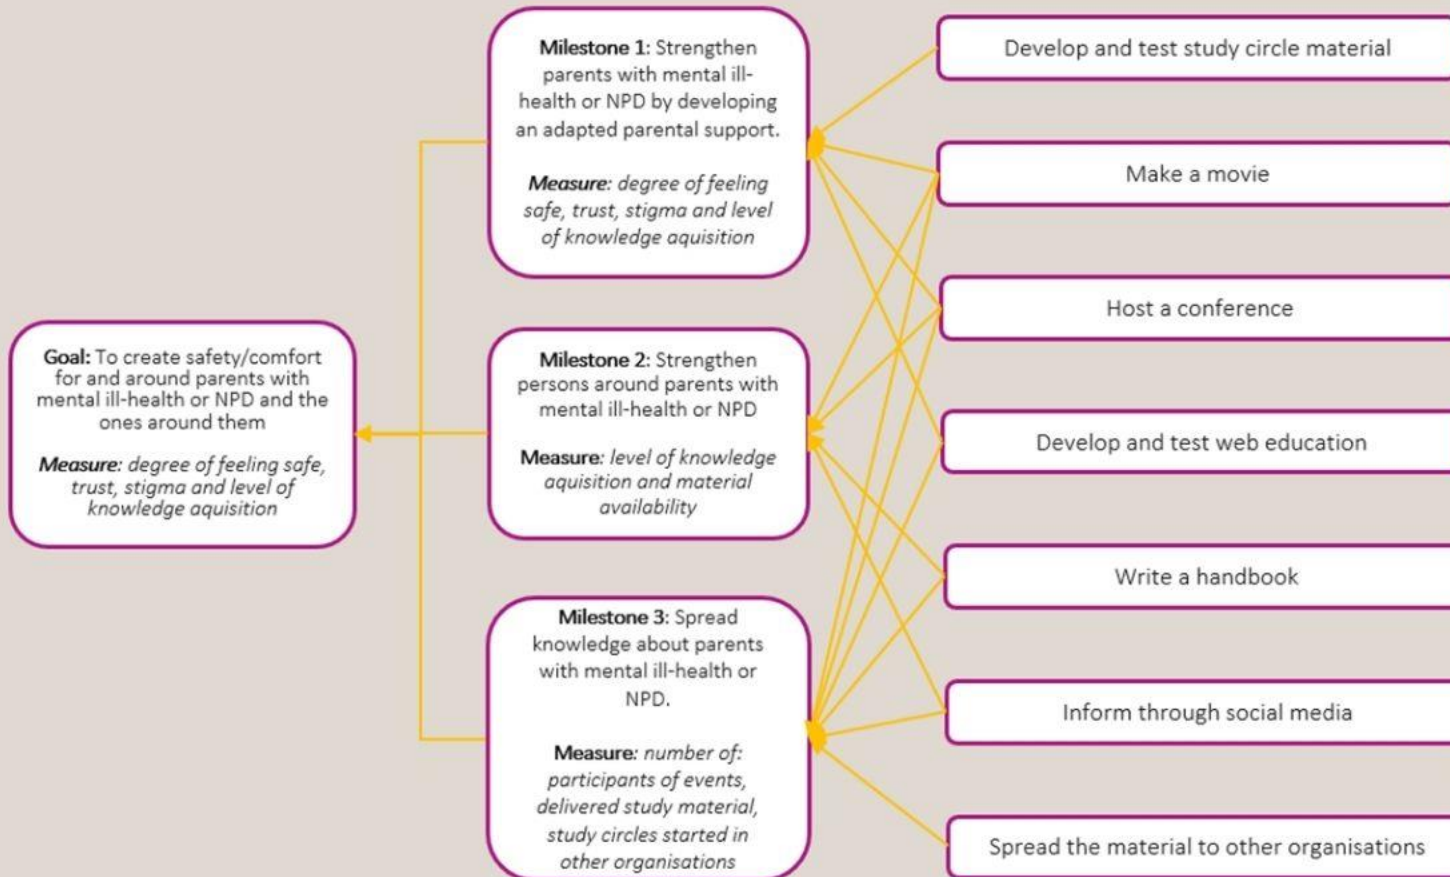 Goal: To create safety/comfort
for and around parents with
mental ill-health or NPD and the
ones around them
Measure: degree of feeling safe,
trust, stigma and level of
knowledge aquisition
Milestone 1: Strengthen
parents with mental ill-
health or NPD by developing
an adapted parental support.
Measure: degree of feeling
safe, trust, stigma and level
of knowledge aquisition
Milestone 2: Strengthen
persons around parents with
mental ill-health or NPD
Measure: level of knowledge
aquisition and material
availability
Milestone 3: Spread
knowledge about parents
with mental ill-health or
NPD.
Measure: number of:
participants of events,
delivered study material,
study circles started in
other organisations
Develop and test study circle material
Make a movie
Host a conference
Develop and test web education
Write a handbook
Inform through social media
Spread the material to other organisations